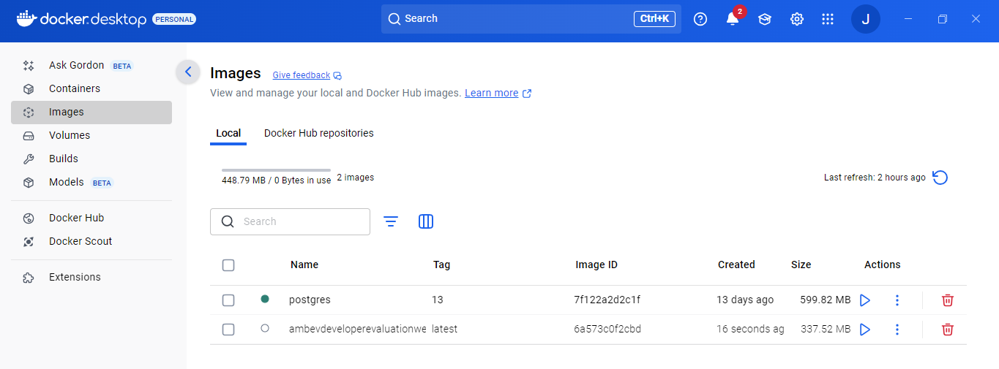 docker.desktop PERSONAL Search Ctrl+K 2 J
Ask Gordon BETA
Containers
Images
Volumes
Builds
Models BETA
Docker Hub
Docker Scout
Extensions
Images Give feedback
View and manage your local and Docker Hub images. Learn more
Local Docker Hub repositories
448.79 MB / 0 Bytes in use 2 images Last refresh: 2 hours ago
Search
Name Tag Image ID Created Size Actions
postgres 13 7f122a2d2c1f 13 days ago 599.82 MB
ambevdeveloperevaluationwe latest 6a573c0f2cbd 16 seconds ag 337.52 MB